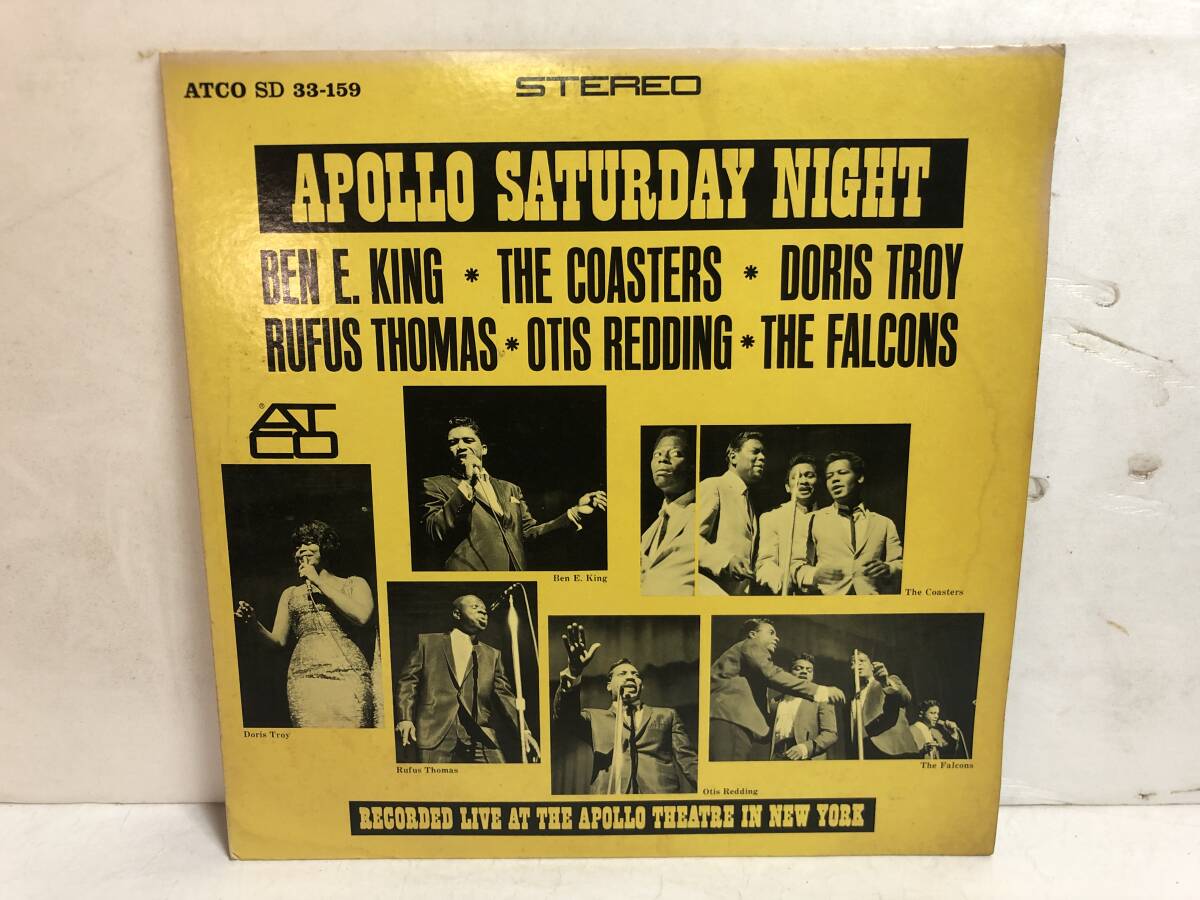 ATCO SD 33-159
STEREO
APOLLO SATURDAY NIGHT
BEN E. KING * THE COASTERS * DORIS TROY
RUFUS THOMAS * OTIS REDDING * THE FALCONS
® ATCO
Ben E. King
The Coasters
Doris Troy
Rufus Thomas
Otis Redding
The Falcons
RECORDED LIVE AT THE APOLLO THEATRE IN NEW YORK